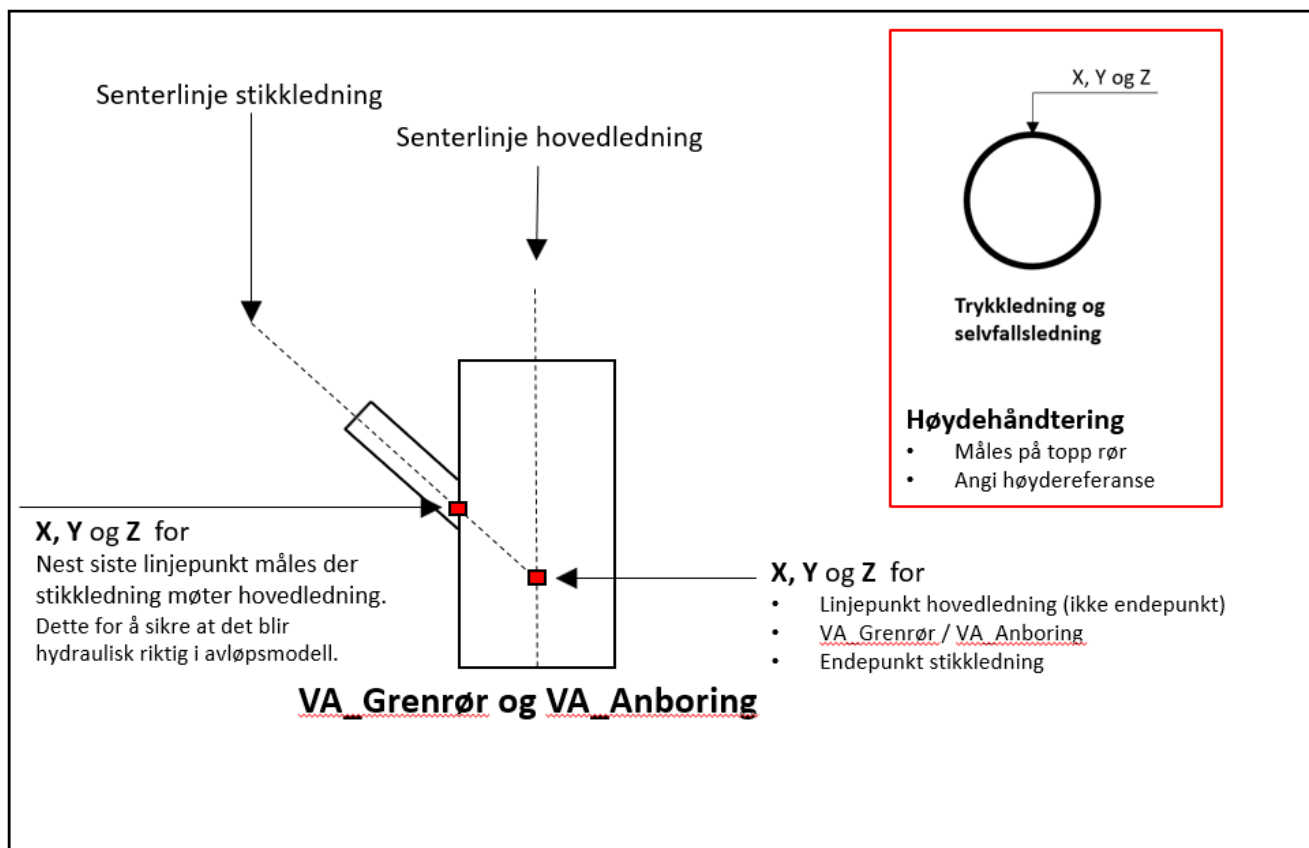 Senterlinje stikkledning
Senterlinje hovedledning
X, Y og Z for
Nest siste linjepunkt måles der
stikkledning møter hovedledning.
Dette for å sikre at det blir
hydraulisk riktig i avløpsmodell.
X, Y og Z for
• Linjepunkt hovedledning (ikke endepunkt)
• VA_Grenrør / VA_Anboring
• Endepunkt stikkledning
VA_Grenrør og VA_Anboring
X, Y og Z
Trykkledning og
selvfallsledning
Høydehåndtering
• Måles på topp rør
• Angi høydereferanse